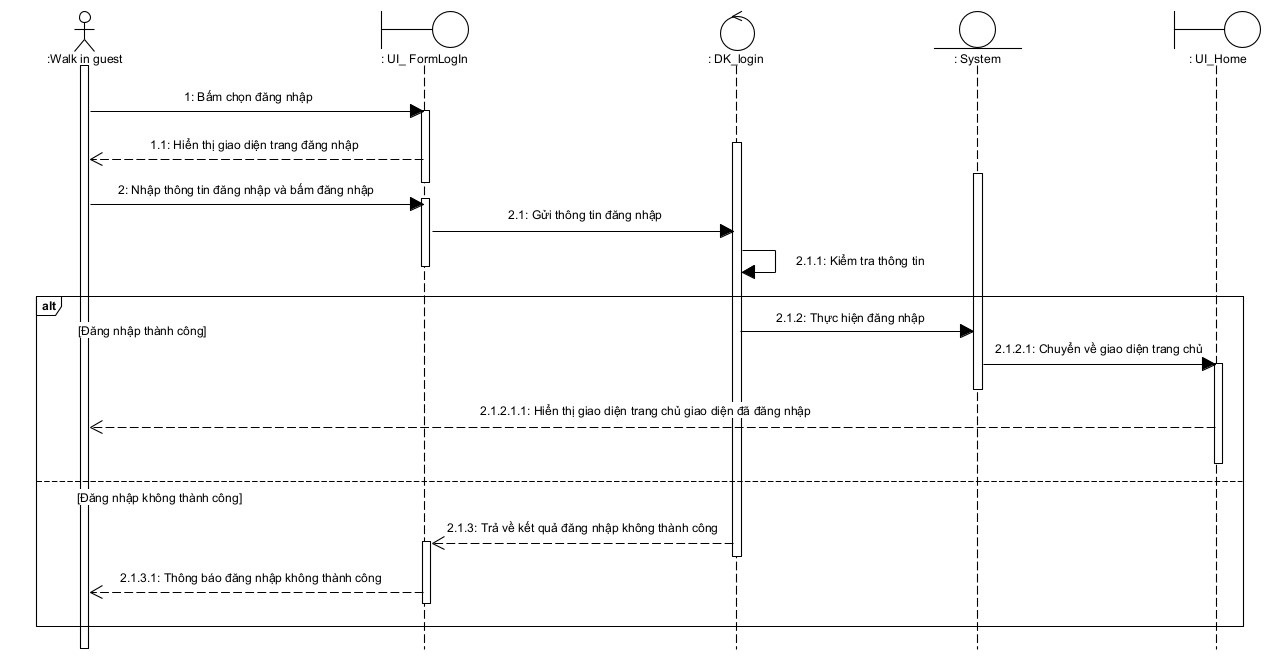 :Walk in guest
: UI_ FormLogIn
: DK_login
: System
: UI_Home
1: Bấm chọn đăng nhập
1.1: Hiển thị giao diện trang đăng nhập
2: Nhập thông tin đăng nhập và bấm đăng nhập
2.1: Gửi thông tin đăng nhập
2.1.1: Kiểm tra thông tin
alt
[Đăng nhập thành công]
2.1.2: Thực hiện đăng nhập
2.1.2.1: Chuyển về giao diện trang chủ
2.1.2.1.1: Hiển thị giao diện trang chủ giao diện đã đăng nhập
[Đăng nhập không thành công]
2.1.3: Trả về kết quả đăng nhập không thành công
2.1.3.1: Thông báo đăng nhập không thành công